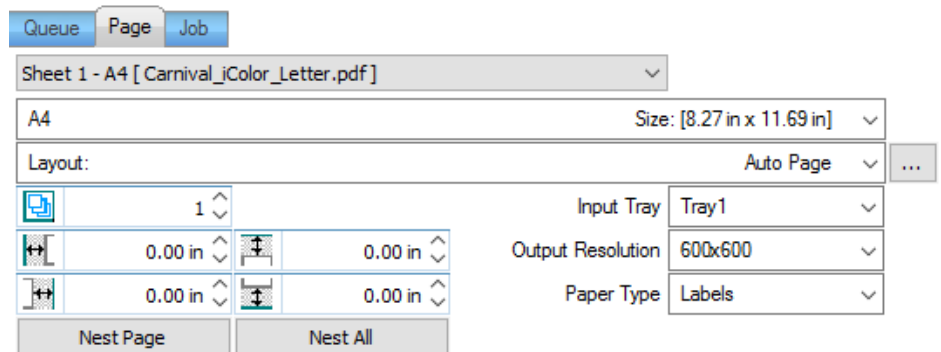 Queue Page Job
Sheet 1 - A4 [ Carnival_iColor_Letter.pdf ]
A4 Size: [8.27 in x 11.69 in]
Layout: Auto Page ...
1 Input Tray Tray1
0.00 in 0.00 in Output Resolution 600x600
0.00 in 0.00 in Paper Type Labels
Nest Page Nest All